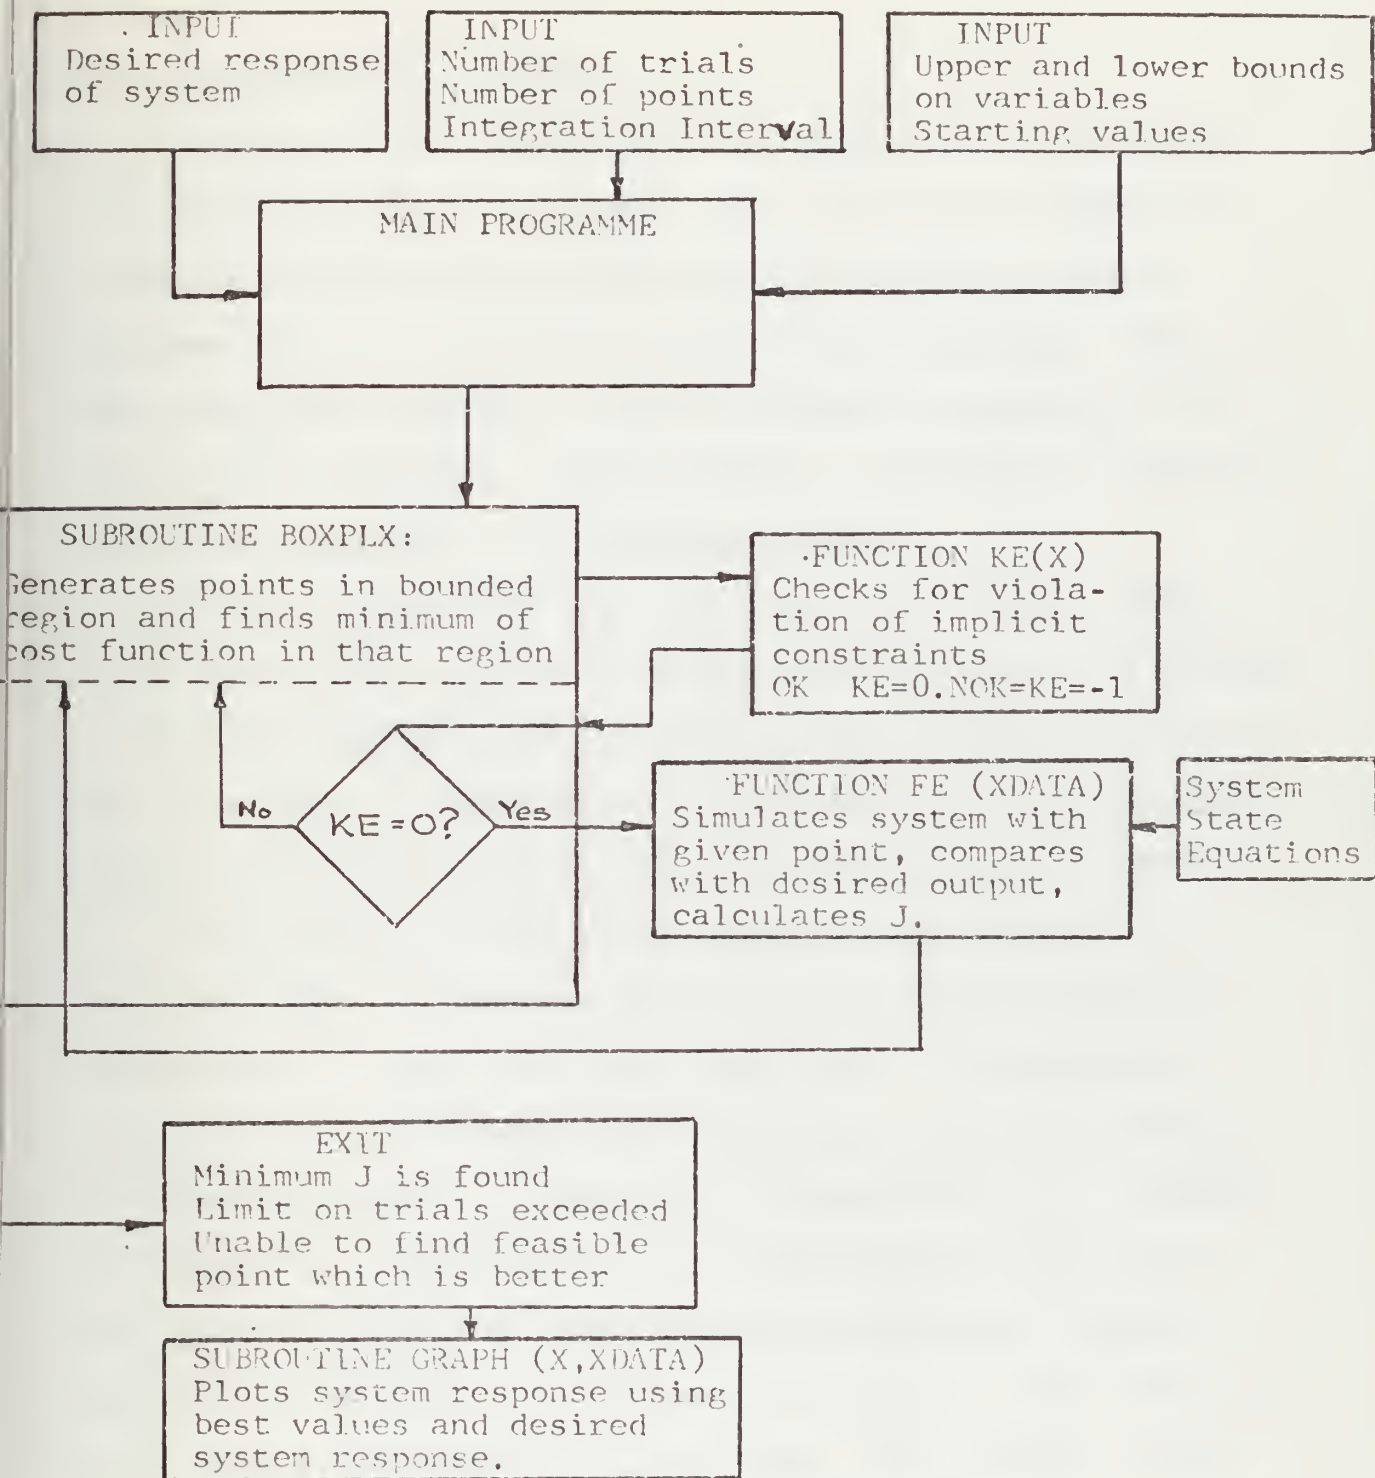 INPUT
Desired response
of system
INPUT
Number of trials
Number of points
Integration Interval
INPUT
Upper and lower bounds
on variables
Starting values
MAIN PROGRAMME
SUBROUTINE BOXPLX:
Generates points in bounded
region and finds minimum of
cost function in that region
FUNCTION KE(X)
Checks for viola-
tion of implicit
constraints
OK KE=0.NOK=KE=-1
KE=0?
No
Yes
FUNCTION FE (XDATA)
Simulates system with
given point, compares
with desired output,
calculates J.
System
State
Equations
EXIT
Minimum J is found
Limit on trials exceeded
Unable to find feasible
point which is better
SUBROUTINE GRAPH (X,XDATA)
Plots system response using
best values and desired
system response.